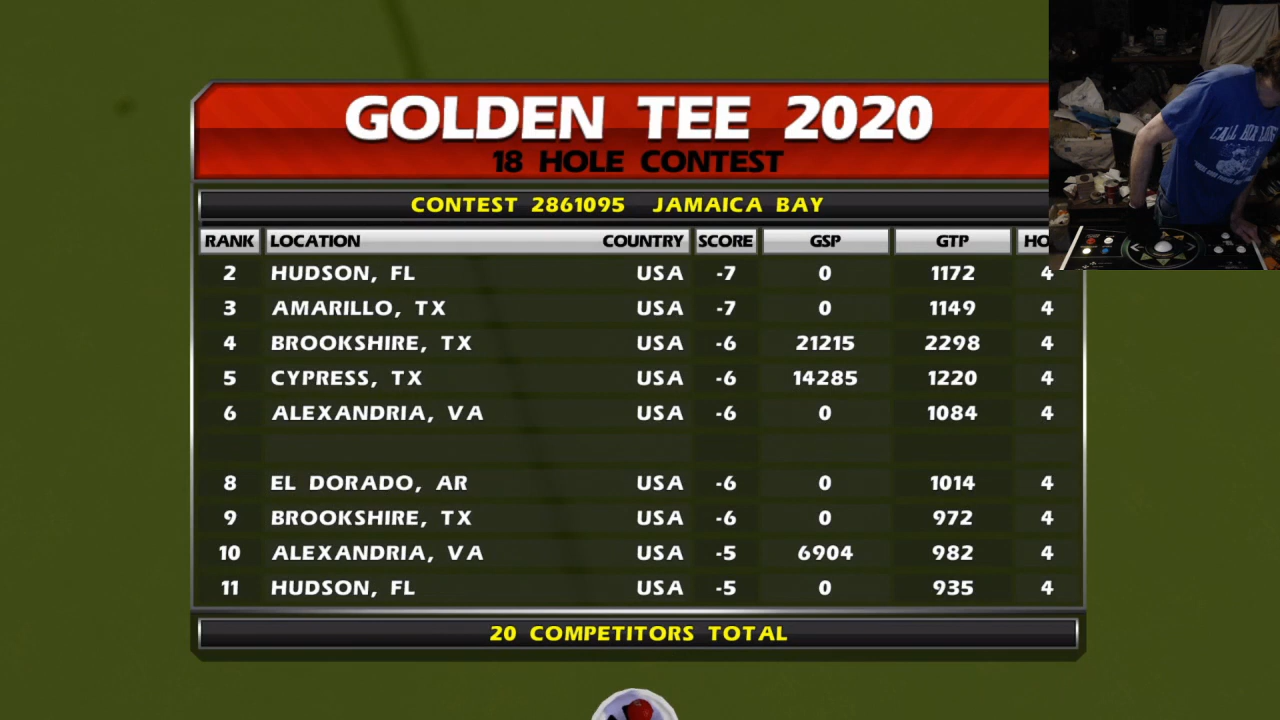 GOLDEN TEE 2020
18 HOLE CONTEST
CONTEST 2861095 JAMAICA BAY
RANK LOCATION COUNTRY SCORE GSP GTP HO
2 HUDSON, FL USA -7 0 1172 4
3 AMARILLO, TX USA -7 0 1149 4
4 BROOKSHIRE, TX USA -6 21215 2298 4
5 CYPRESS, TX USA -6 14285 1220 4
6 ALEXANDRIA, VA USA -6 0 1084 4
8 EL DORADO, AR USA -6 0 1014 4
9 BROOKSHIRE, TX USA -6 0 972 4
10 ALEXANDRIA, VA USA -5 6904 982 4
11 HUDSON, FL USA -5 0 935 4
20 COMPETITORS TOTAL
CALL HER